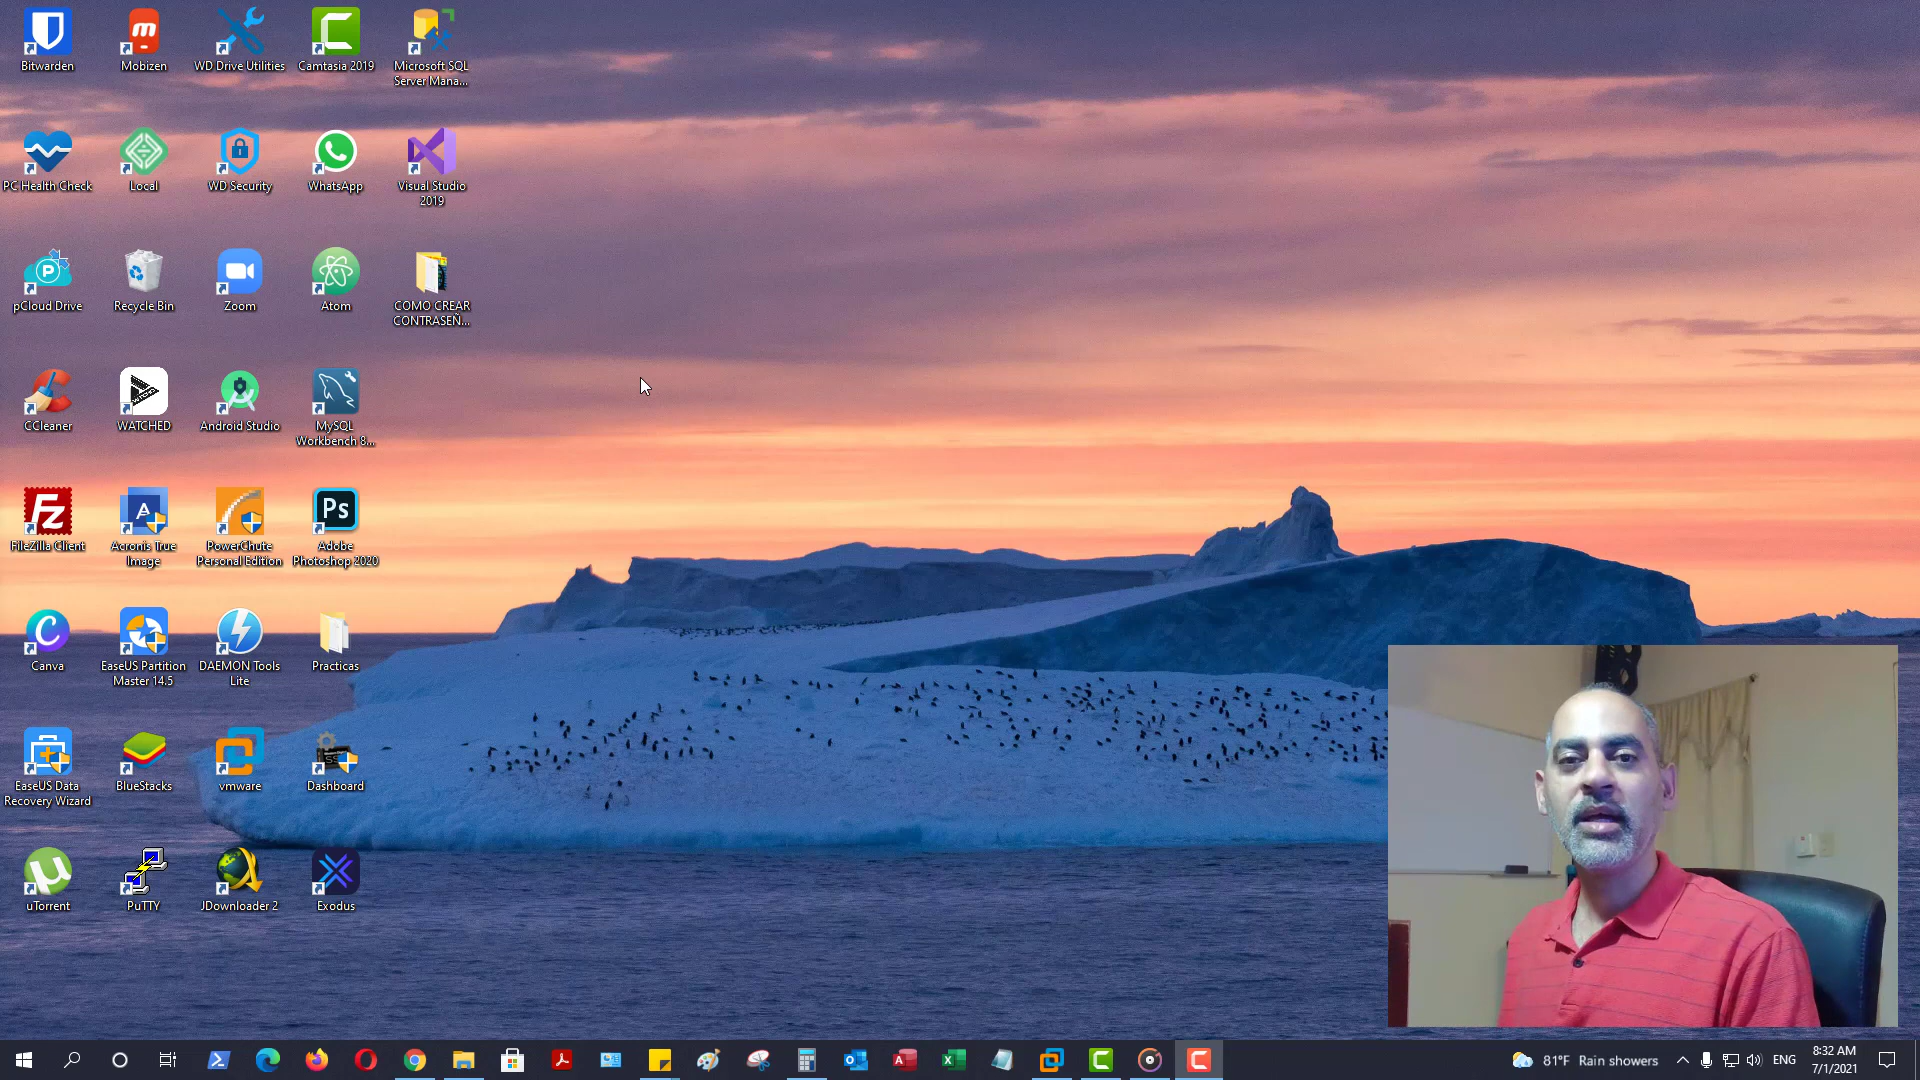 Bitwarden
Mobizen
WD Drive Utilities
Camtasia 2019
Microsoft SQL
Server Mana...
PC Health Check
Local
WD Security
WhatsApp
Visual Studio
2019
pCloud Drive
Recycle Bin
Zoom
Atom
COMO CREAR
CONTRASEÑ...
CCleaner
WATCHED
Android Studio
MySQL
Workbench 8...
FileZilla Client
Acronis True
Image
PowerChute
Personal Edition
Ps
Adobe
Photoshop 2020
Canva
EaseUS Partition
Master 14.5
DAEMON Tools
Lite
Practicas
EaseUS Data
Recovery Wizard
BlueStacks
vmware
Dashboard
uTorrent
PuTTY
JDownloader 2
Exodus
81°F Rain showers
ENG
8:32 AM
7/1/2021